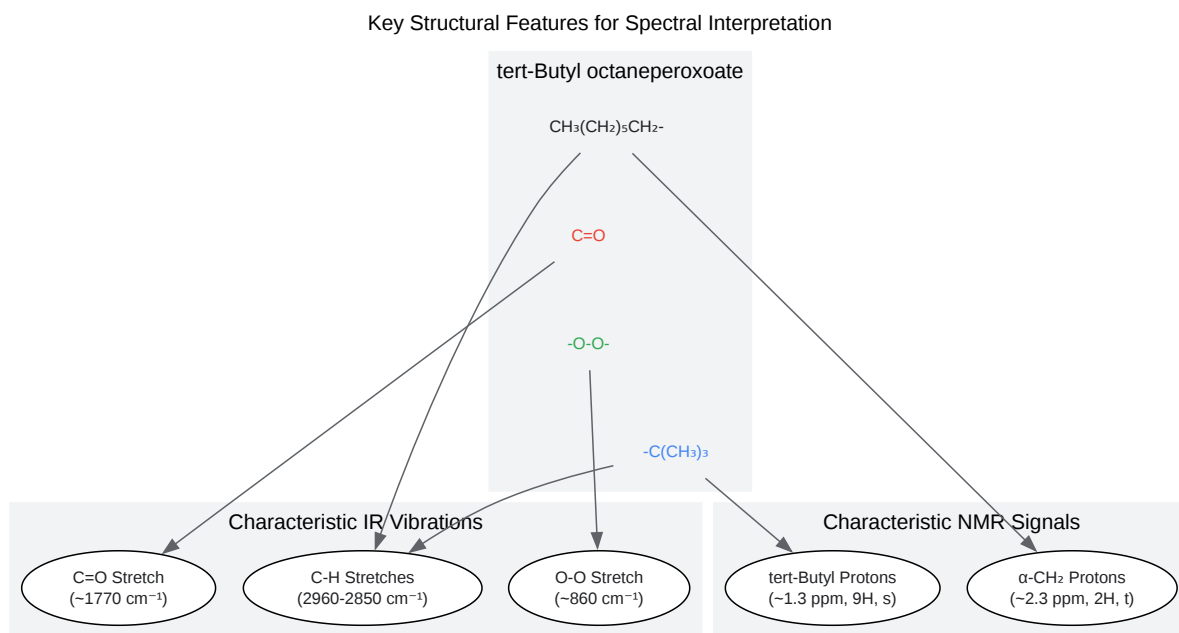 Key Structural Features for Spectral Interpretation
tert-Butyl octaneperoxoate
CH₃(CH₂)₅CH₂-
C=O
-O-O-
-C(CH₃)₃
Characteristic IR Vibrations
Characteristic NMR Signals
C=O Stretch
(~1770 cm⁻¹)
C-H Stretches
(2960-2850 cm⁻¹)
O-O Stretch
(~860 cm⁻¹)
tert-Butyl Protons
(~1.3 ppm, 9H, s)
α-CH₂ Protons
(~2.3 ppm, 2H, t)